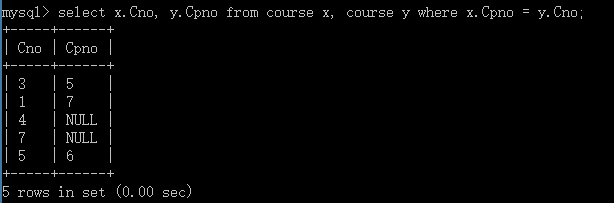 mysql> select x.Cno, y.Cpno from course x, course y where x.Cpno = y.Cno;
+-----+------+
| Cno | Cpno |
+-----+------+
| 3   | 5    |
| 1   | 7    |
| 4   | NULL |
| 7   | NULL |
| 5   | 6    |
+-----+------+
5 rows in set (0.00 sec)